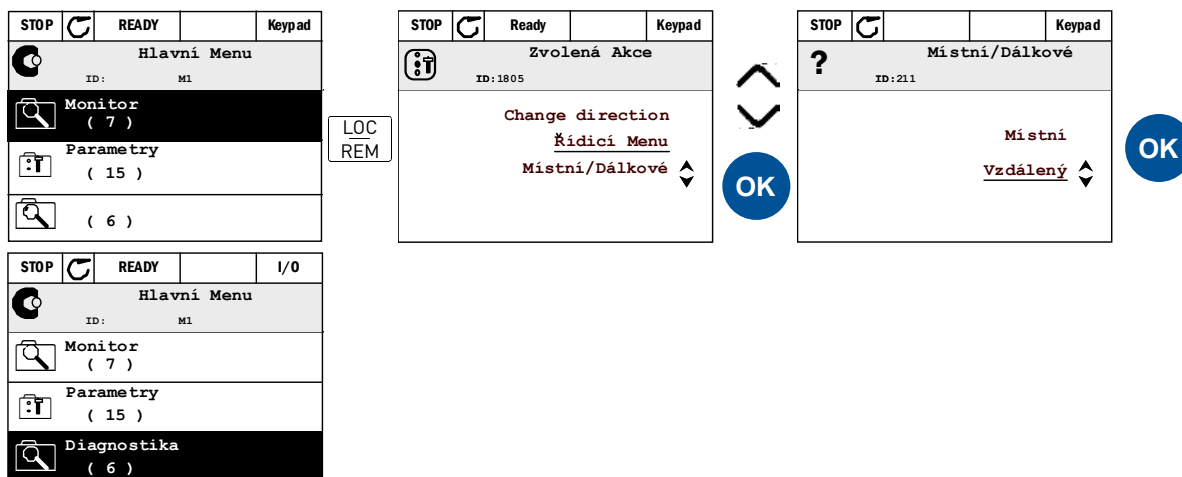 STOP READY Keypad
Hlavní Menu
ID: M1
Monitor
( 7 )
Parametry
( 15 )
( 6 )
LOC
REM
STOP Ready Keypad
Zvolená Akce
ID:1805
Change direction
Řídicí Menu
Místní/Dálkové
OK
STOP Keypad
? Místní/Dálkové
ID:211
Místní
Vzdálený
OK
STOP READY I/O
Hlavní Menu
ID: M1
Monitor
( 7 )
Parametry
( 15 )
Diagnostika
( 6 )